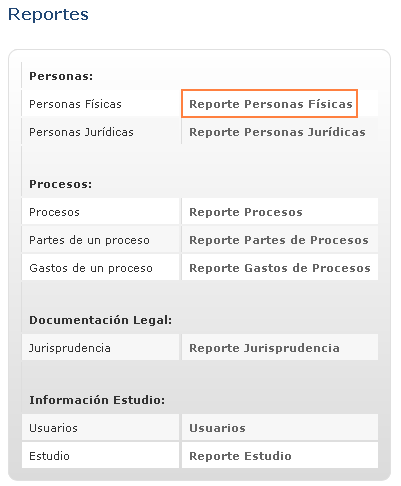 Reportes
Personas:
Personas Físicas Reporte Personas Físicas
Personas Jurídicas Reporte Personas Jurídicas
Procesos:
Procesos Reporte Procesos
Partes de un proceso Reporte Partes de Procesos
Gastos de un proceso Reporte Gastos de Procesos
Documentación Legal:
Jurisprudencia Reporte Jurisprudencia
Información Estudio:
Usuarios Usuarios
Estudio Reporte Estudio